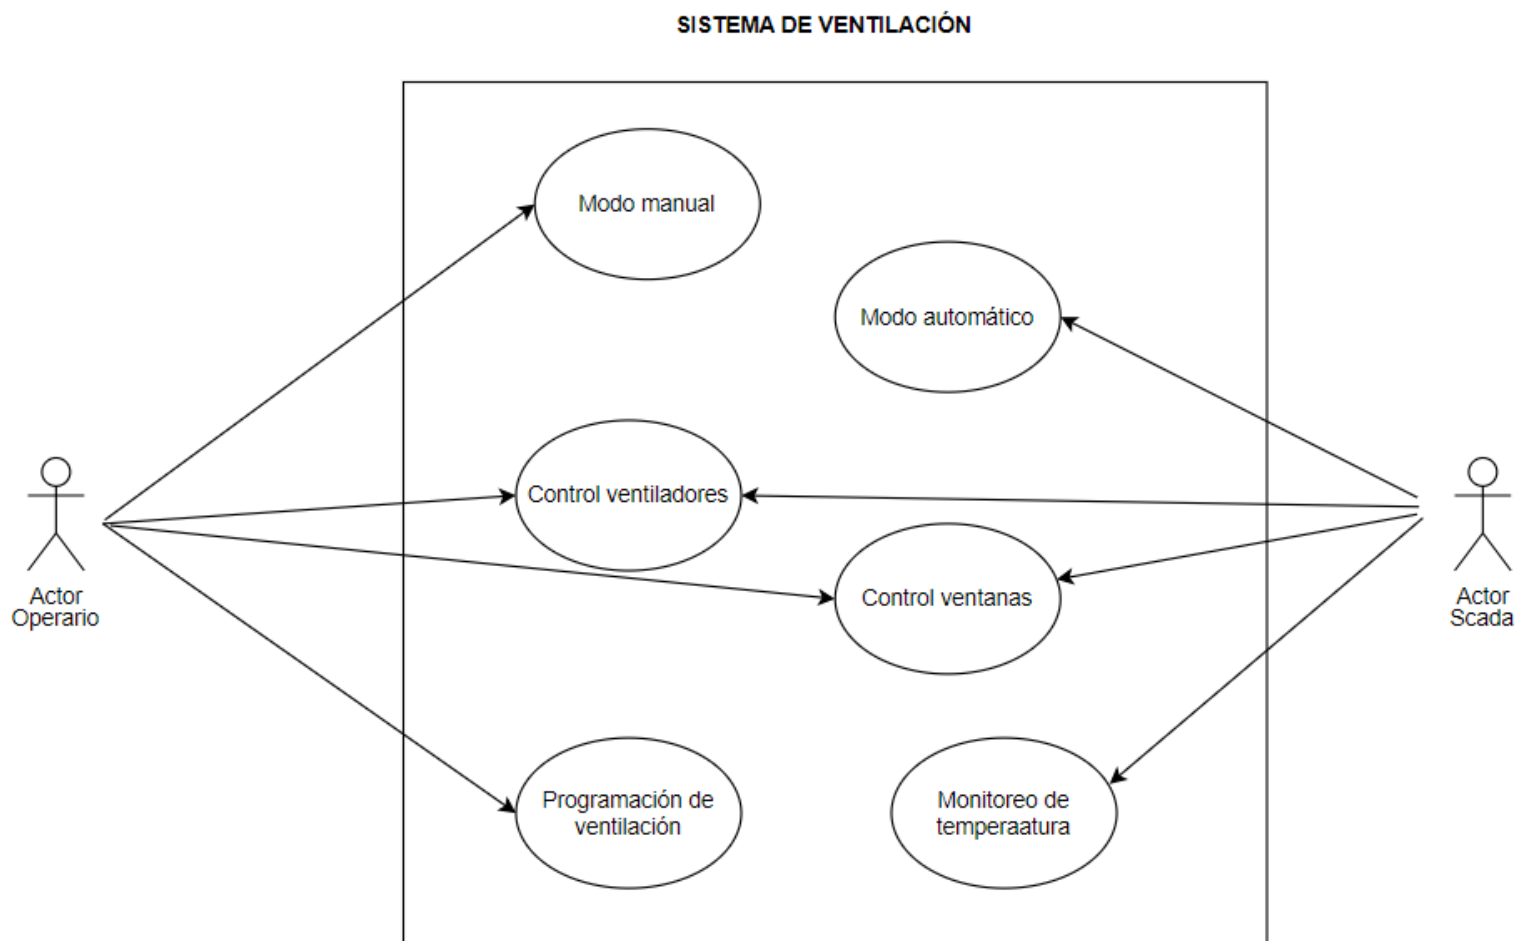 SISTEMA DE VENTILACIÓN
Modo manual
Modo automático
Control ventiladores
Control ventanas
Actor
Operario
Actor
Scada
Programación de
ventilación
Monitoreo de
temperaatura